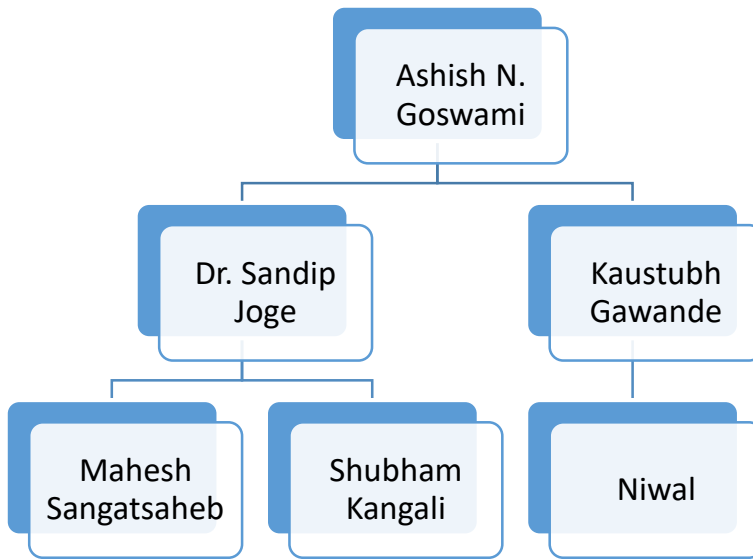 Ashish N.
Goswami
Dr. Sandip
Joge
Kaustubh
Gawande
Mahesh
Sangatsaheb
Shubham
Kangali
Niwal